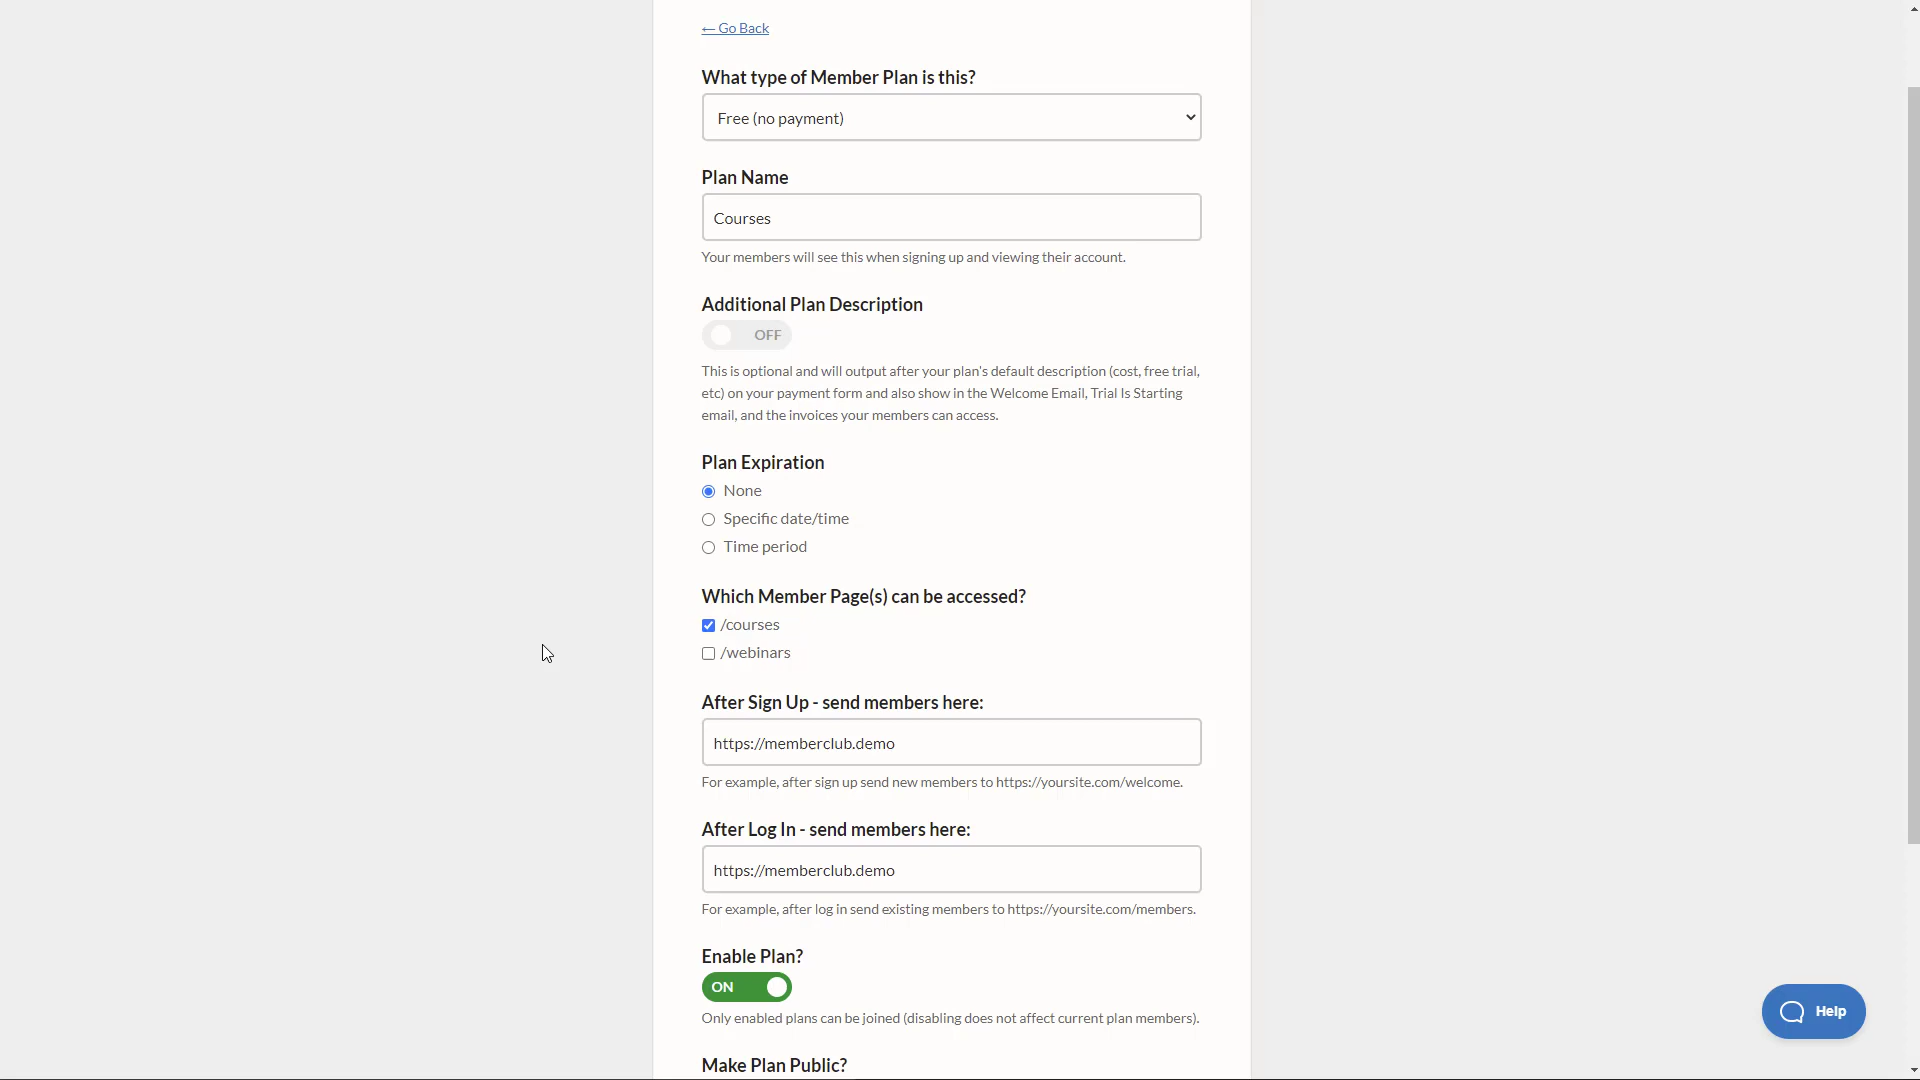 ← Go Back
What type of Member Plan is this?
Free (no payment)
Plan Name
Courses
Your members will see this when signing up and viewing their account.
Additional Plan Description
OFF
This is optional and will output after your plan's default description (cost, free trial,
etc) on your payment form and also show in the Welcome Email, Trial Is Starting
email, and the invoices your members can access.
Plan Expiration
None
Specific date/time
Time period
Which Member Page(s) can be accessed?
/courses
/webinars
After Sign Up - send members here:
https://memberclub.demo
For example, after sign up send new members to https://yoursite.com/welcome.
After Log In - send members here:
https://memberclub.demo
For example, after log in send existing members to https://yoursite.com/members.
Enable Plan?
ON
Only enabled plans can be joined (disabling does not affect current plan members).
Help
Make Plan Public?